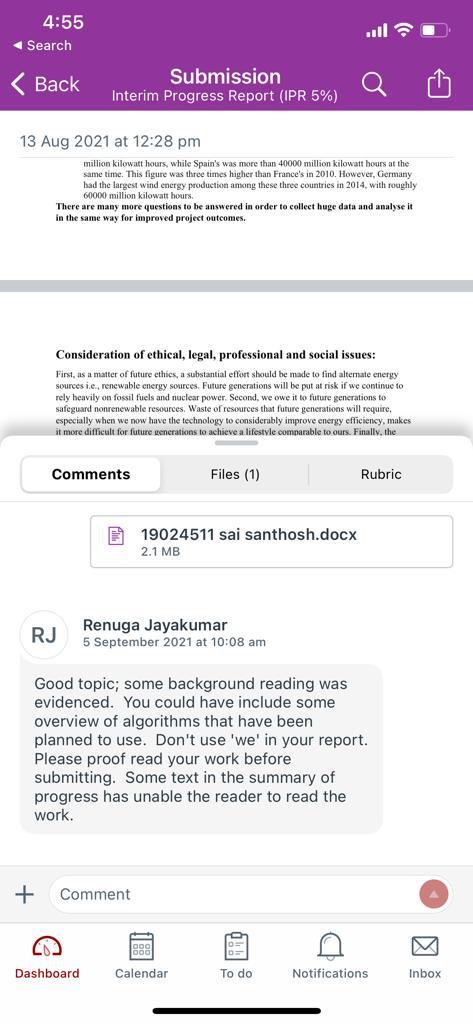 4:55
◄ Search
Back
Submission
Interim Progress Report (IPR 5%)
13 Aug 2021 at 12:28 pm
million kilowatt hours, while Spain's was more than 40000 million kilowatt hours at the
same time. This figure was three times higher than France's in 2010. However, Germany
had the largest wind energy production among these three countries in 2014, with roughly
60000 million kilowatt hours.
There are many more questions to be answered in order to collect huge data and analyse it
in the same way for improved project outcomes.
Consideration of ethical, legal, professional and social issues:
First, as a matter of future ethics, a substantial effort should be made to find alternate energy
sources i.e., renewable energy sources. Future generations will be put at risk if we continue to
rely heavily on fossil fuels and nuclear power. Second, we owe it to future generations to
safeguard nonrenewable resources. Waste of resources that future generations will require,
especially when we now have the technology to considerably improve energy efficiency, makes
it more difficult for future generations to achieve a lifestyle comparable to ours. Finally, the
Comments
Files (1)
Rubric
19024511 sai santhosh.docx
2.1 MB
RJ
Renuga Jayakumar
5 September 2021 at 10:08 am
Good topic; some background reading was
evidenced.  You could have include some
overview of algorithms that have been
planned to use.  Don't use 'we' in your report.
Please proof read your work before
submitting.  Some text in the summary of
progress has unable the reader to read the
work.
+
Comment
Dashboard
Calendar
To do
Notifications
Inbox